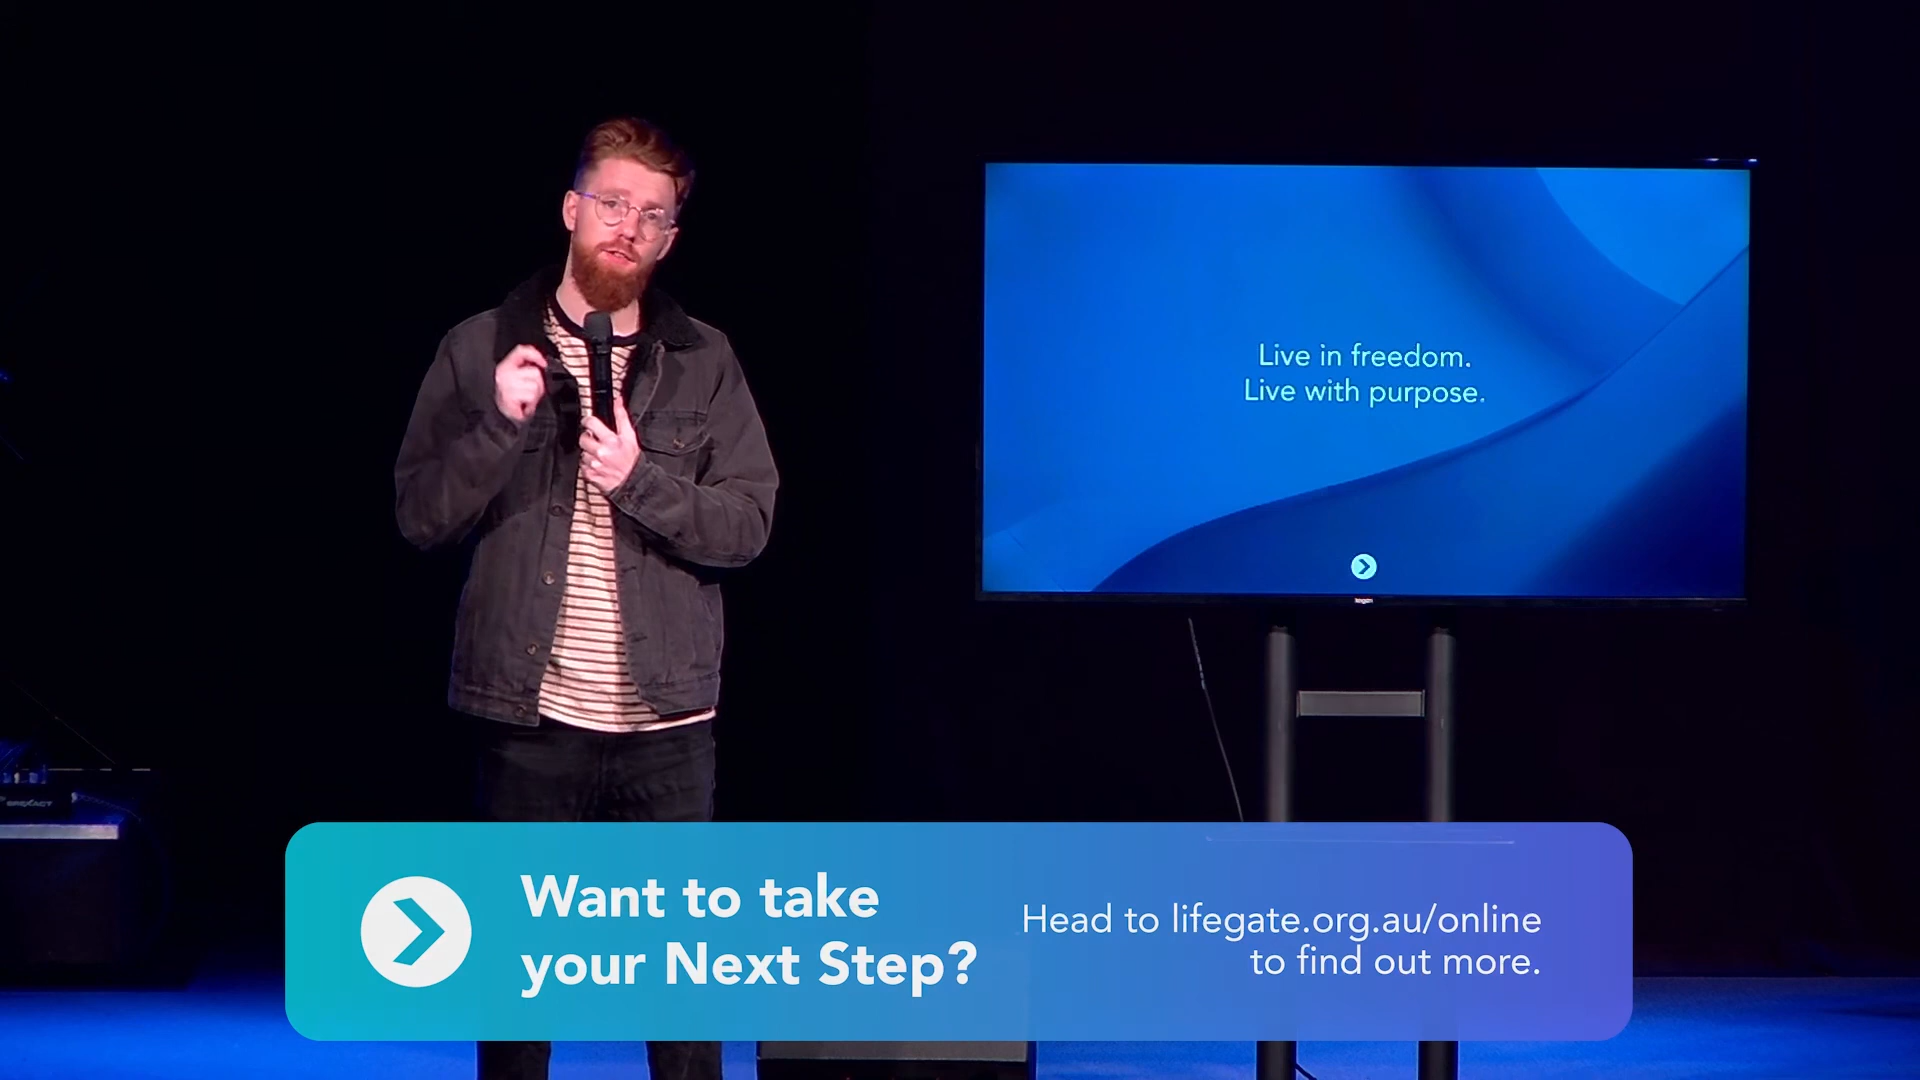 Live in freedom.
Live with purpose.
Want to take
your Next Step?
Head to lifegate.org.au/online
to find out more.